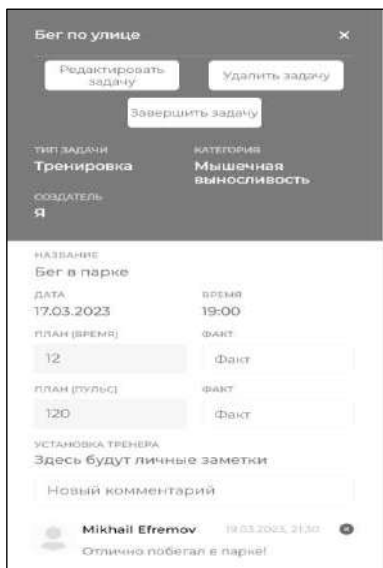 Бег по улице ×
Редактировать Удалить задачу
задачу
Завершить задачу
ТИП ЗАДАЧИ КАТЕГОРИЯ
Тренировка Мышечная
выносливость
СОЗДАТЕЛЬ
Я
НАЗВАНИЕ
Бег в парке
ДАТА ВРЕМЯ
17.03.2023 19:00
ПЛАН (ВРЕМЯ) ФАКТ
12 Факт
ПЛАН (ПУЛЬС) ФАКТ
120 Факт
УСТАНОВКА ТРЕНЕРА
Здесь будут личные заметки
Новый комментарий
Mikhail Efremov 19.03.2023, 21:30
Отлично побегал в парке!